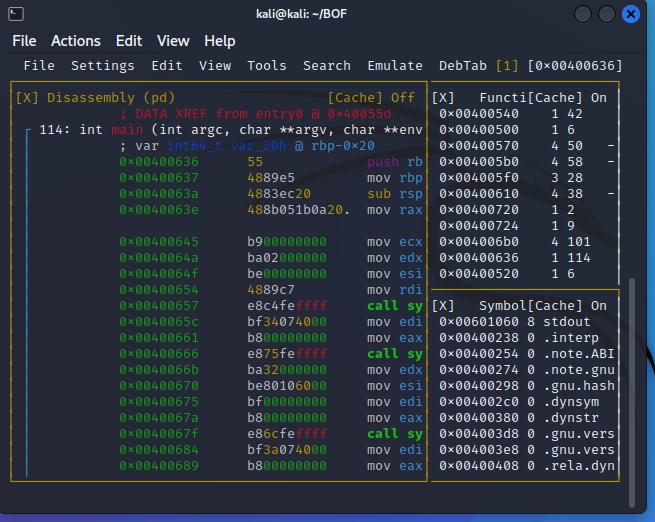 kali@kali: ~/BOF
File Actions Edit View Help
File Settings Edit View Tools Search Emulate DebTab [1] [0×00400636]
[X] Disassembly (pd) [Cache] Off
; DATA XREF from entry0 @ 0×40055d
114: int main (int argc, char **argv, char **env
; var int64_t var_20h @ rbp-0×20
0×00400636 55 push rb
0×00400637 4889e5 mov rbp
0×0040063a 4883ec20 sub rsp
0×0040063e 488b051b0a20. mov rax
0×00400645 b900000000 mov ecx
0×0040064a ba02000000 mov edx
0×0040064f be00000000 mov esi
0×00400654 4889c7 mov rdi
0×00400657 e8c4feffff call sy
0×0040065c bf34074000 mov edi
0×00400661 b800000000 mov eax
0×00400666 e875feffff call sy
0×0040066b ba32000000 mov edx
0×00400670 be80106000 mov esi
0×00400675 bf00000000 mov edi
0×0040067a b800000000 mov eax
0×0040067f e86cfeffff call sy
0×00400684 bf3a074000 mov edi
0×00400689 b800000000 mov eax
[X] Functi[Cache] On
0×00400540 1 42
0×00400500 1 6
0×00400570 4 50 -
0×004005b0 4 58 -
0×004005f0 3 28
0×00400610 4 38 -
0×00400720 1 2
0×00400724 1 9
0×004006b0 4 101
0×00400636 1 114
0×00400520 1 6
[X] Symbol[Cache] On
0×00601060 8 stdout
0×00400238 0 .interp
0×00400254 0 .note.ABI
0×00400274 0 .note.gnu
0×00400298 0 .gnu.hash
0×004002c0 0 .dynsym
0×00400380 0 .dynstr
0×004003d8 0 .gnu.vers
0×004003e8 0 .gnu.vers
0×00400408 0 .rela.dyn